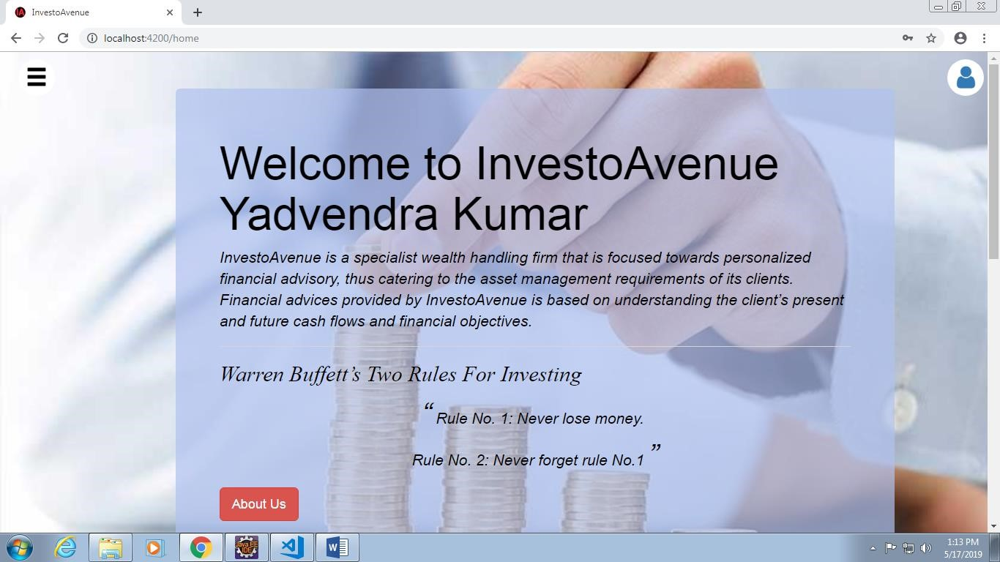 InvestoAvenue
localhost:4200/home
Welcome to InvestoAvenue
Yadvendra Kumar
InvestoAvenue is a specialist wealth handling firm that is focused towards personalized
financial advisory, thus catering to the asset management requirements of its clients.
Financial advices provided by InvestoAvenue is based on understanding the client’s present
and future cash flows and financial objectives.
Warren Buffett’s Two Rules For Investing
“ Rule No. 1: Never lose money.
Rule No. 2: Never forget rule No.1 ”
About Us
Java EE
IDE
1:13 PM
5/17/2019